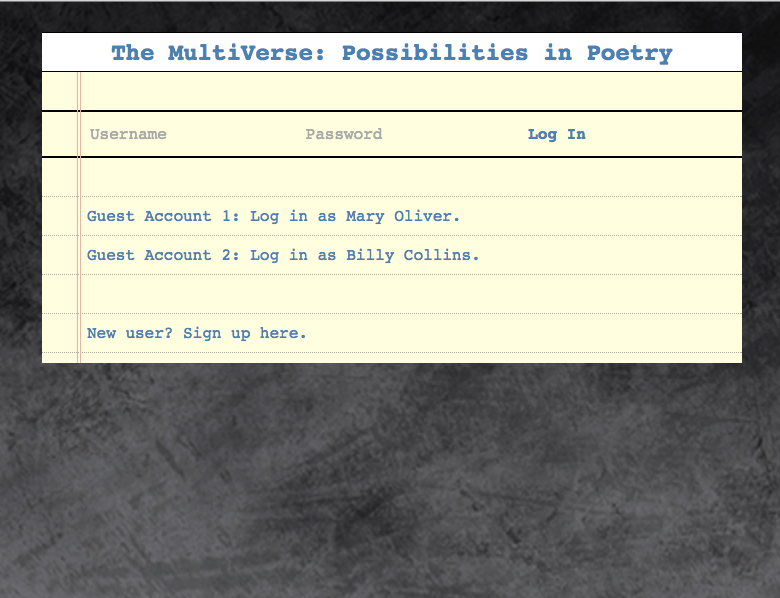 The MultiVerse: Possibilities in Poetry
Username Password Log In
Guest Account 1: Log in as Mary Oliver.
Guest Account 2: Log in as Billy Collins.
New user? Sign up here.